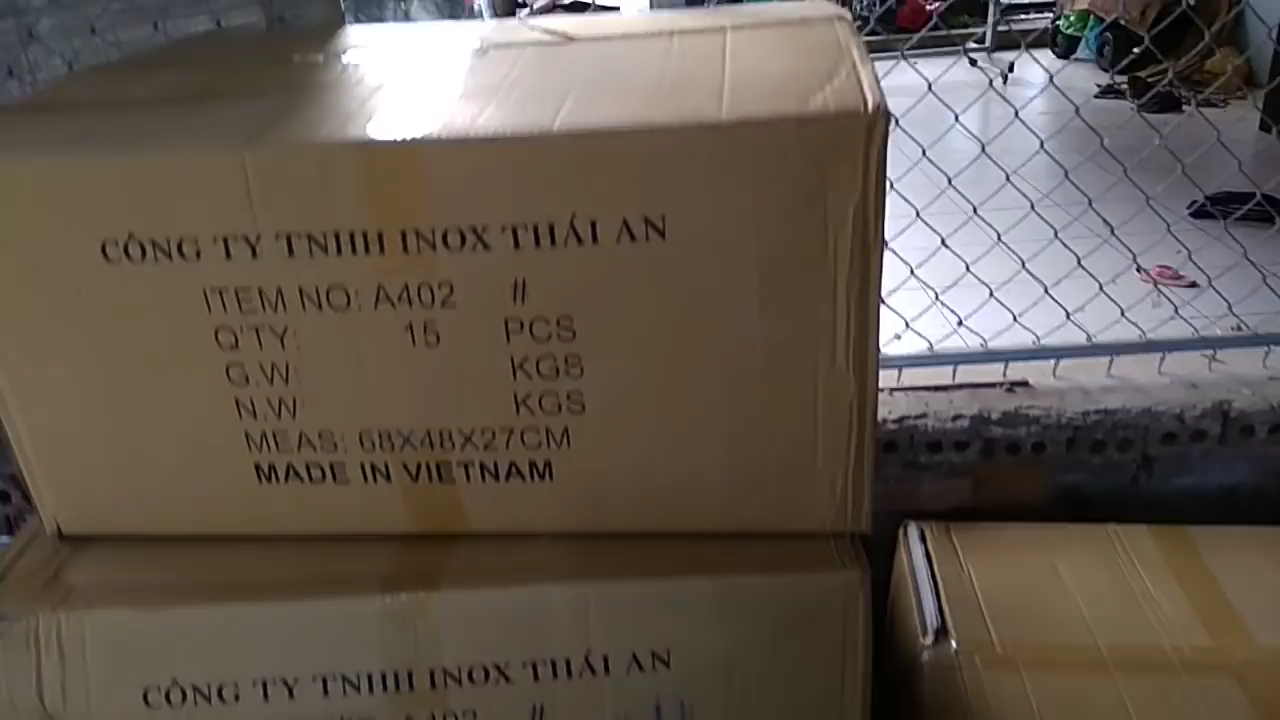 CÔNG TY TNHH INOX THÁI AN
ITEM NO: A402 #
Q'TY: 15 PCS
G.W: KGS
N.W KGS
MEAS: 68X48X27CM
MADE IN VIETNAM
CÔNG TY TNHH INOX THÁI AN
A402 #